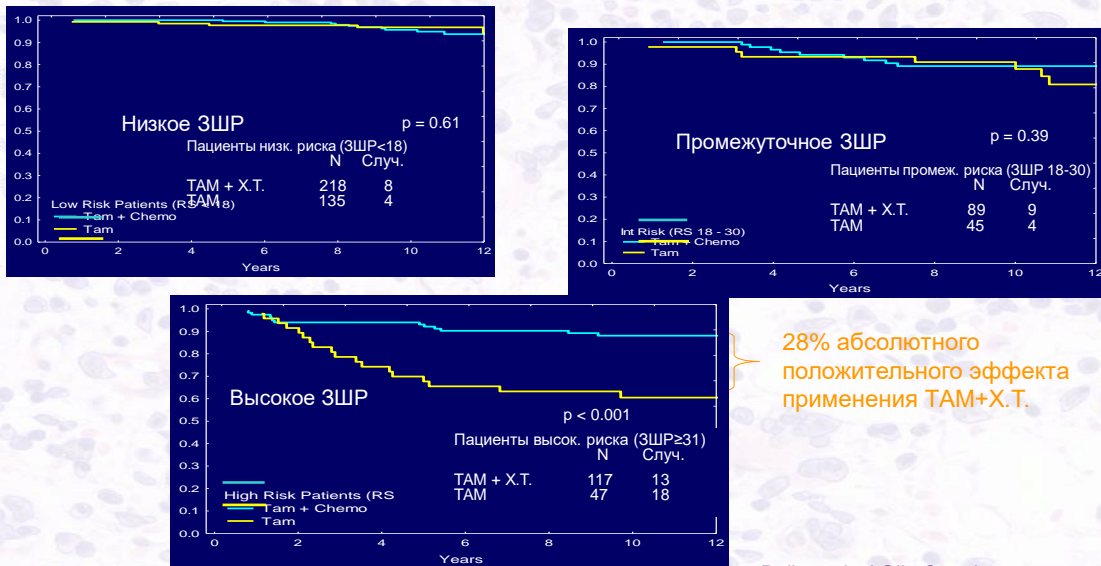 1.0
0.9
0.8
0.7
0.6
0.5
0.4
0.3
0.2
0.1
0.0
Низкое ЗШР
p = 0.61
Пациенты низк. риска (ЗШР<18)
N Случ.
ТАМ + Х.Т. 218 8
ТАМ 135 4
Low Risk Patients (RS < 18)
Tam + Chemo
Tam
0 2 4 6 8 10 12
Years
1.0
0.9
0.8
0.7
0.6
0.5
0.4
0.3
0.2
0.1
0.0
Промежуточное ЗШР
p = 0.39
Пациенты промеж. риска (ЗШР 18-30)
N Случ.
ТАМ + Х.Т. 89 9
ТАМ 45 4
Int Risk (RS 18 - 30)
Tam + Chemo
Tam
0 2 4 6 8 10 12
Years
1.0
0.9
0.8
0.7
0.6
0.5
0.4
0.3
0.2
0.1
0.0
Высокое ЗШР
p < 0.001
Пациенты высок. риска (ЗШР≥31)
N Случ.
ТАМ + Х.Т. 117 13
ТАМ 47 18
High Risk Patients (RS
Tam + Chemo
Tam
0 2 4 6 8 10 12
Years
28% абсолютного
положительного эффекта
применения ТАМ+Х.Т.